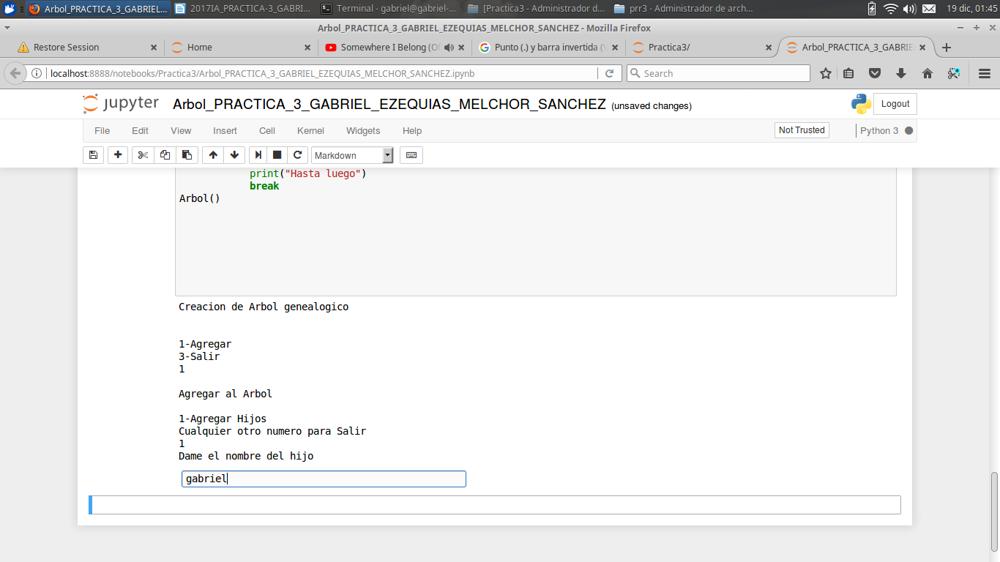 Arbol_PRACTICA_3_GABRIEL...
2017IA_PRACTICA-3_GABRI...
Terminal - gabriel@gabriel-...
[Practica3 - Administrador d...
prr3 - Administrador de arch...
19 dic, 01:45
Arbol_PRACTICA_3_GABRIEL_EZEQUIAS_MELCHOR_SANCHEZ - Mozilla Firefox
Restore Session
Home
Somewhere I Belong (O
Punto (.) y barra invertida (
Practica3/
Arbol_PRACTICA_3_GABRIE
localhost:8888/notebooks/Practica3/Arbol_PRACTICA_3_GABRIEL_EZEQUIAS_MELCHOR_SANCHEZ.ipynb
Search
jupyter Arbol_PRACTICA_3_GABRIEL_EZEQUIAS_MELCHOR_SANCHEZ (unsaved changes)
Logout
File Edit View Insert Cell Kernel Widgets Help
Not Trusted
Python 3
Markdown
print("Hasta luego")
break
Arbol()
Creacion de Arbol genealogico
1-Agregar
3-Salir
1
Agregar al Arbol
1-Agregar Hijos
Cualquier otro numero para Salir
1
Dame el nombre del hijo
gabriel